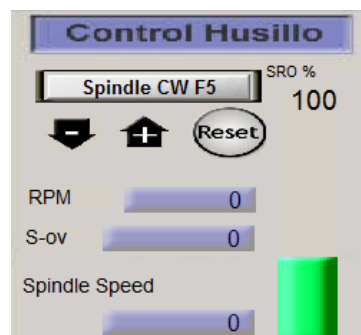 Control Husillo
SRO %
Spindle CW F5
100
-
+
Reset
RPM
0
S-ov
0
Spindle Speed
0